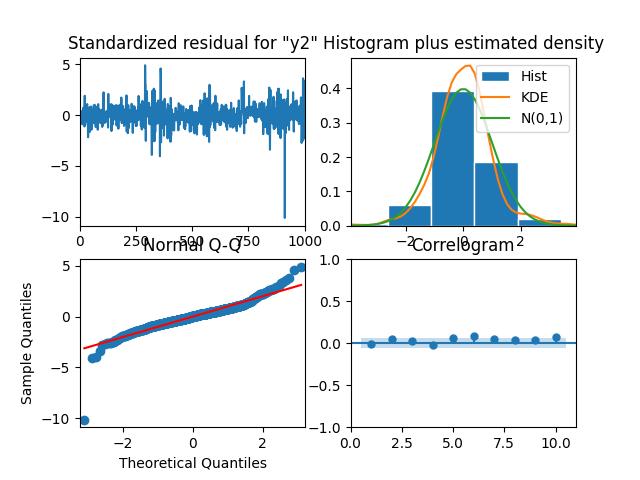 Standardized residual for "y2"
5
0
−5
−10
0 250 500 750 1000
Histogram plus estimated density
0.4
0.3
0.2
0.1
0.0
−2 0 2
Hist
KDE
N(0,1)
Normal Q-Q
Sample Quantiles
5
0
−5
−10
−2 0 2
Theoretical Quantiles
Correlogram
1.0
0.5
0.0
−0.5
−1.0
0.0 2.5 5.0 7.5 10.0